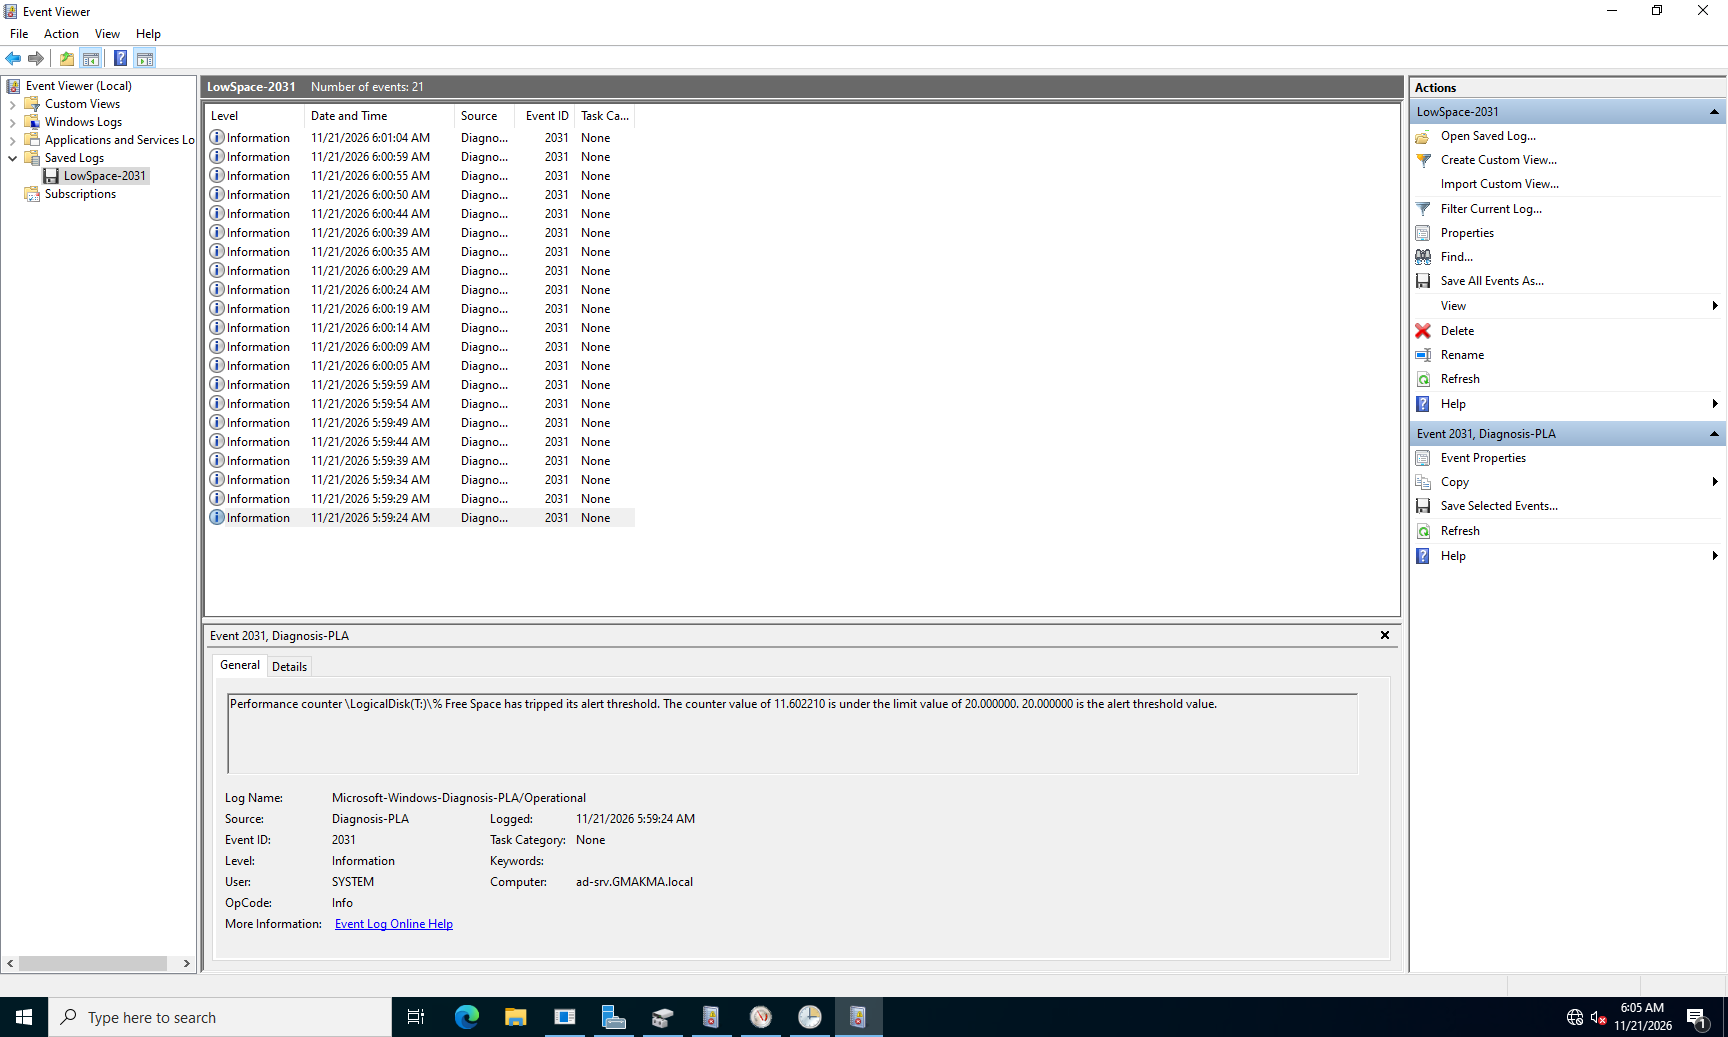 Event Viewer
File Action View Help
Event Viewer (Local)
Custom Views
Windows Logs
Applications and Services Lo
Saved Logs
LowSpace-2031
Subscriptions
LowSpace-2031 Number of events: 21
Level Date and Time Source Event ID Task Ca...
Information 11/21/2026 6:01:04 AM Diagno... 2031 None
Information 11/21/2026 6:00:59 AM Diagno... 2031 None
Information 11/21/2026 6:00:55 AM Diagno... 2031 None
Information 11/21/2026 6:00:50 AM Diagno... 2031 None
Information 11/21/2026 6:00:44 AM Diagno... 2031 None
Information 11/21/2026 6:00:39 AM Diagno... 2031 None
Information 11/21/2026 6:00:35 AM Diagno... 2031 None
Information 11/21/2026 6:00:29 AM Diagno... 2031 None
Information 11/21/2026 6:00:24 AM Diagno... 2031 None
Information 11/21/2026 6:00:19 AM Diagno... 2031 None
Information 11/21/2026 6:00:14 AM Diagno... 2031 None
Information 11/21/2026 6:00:09 AM Diagno... 2031 None
Information 11/21/2026 6:00:05 AM Diagno... 2031 None
Information 11/21/2026 5:59:59 AM Diagno... 2031 None
Information 11/21/2026 5:59:54 AM Diagno... 2031 None
Information 11/21/2026 5:59:49 AM Diagno... 2031 None
Information 11/21/2026 5:59:44 AM Diagno... 2031 None
Information 11/21/2026 5:59:39 AM Diagno... 2031 None
Information 11/21/2026 5:59:34 AM Diagno... 2031 None
Information 11/21/2026 5:59:29 AM Diagno... 2031 None
Information 11/21/2026 5:59:24 AM Diagno... 2031 None
Event 2031, Diagnosis-PLA
General Details
Performance counter \LogicalDisk(T:)\% Free Space has tripped its alert threshold. The counter value of 11.602210 is under the limit value of 20.000000. 20.000000 is the alert threshold value.
Log Name: Microsoft-Windows-Diagnosis-PLA/Operational
Source: Diagnosis-PLA Logged: 11/21/2026 5:59:24 AM
Event ID: 2031 Task Category: None
Level: Information Keywords:
User: SYSTEM Computer: ad-srv.GMAKMA.local
OpCode: Info
More Information: Event Log Online Help
Actions
LowSpace-2031
Open Saved Log...
Create Custom View...
Import Custom View...
Filter Current Log...
Properties
Find...
Save All Events As...
View
Delete
Rename
Refresh
Help
Event 2031, Diagnosis-PLA
Event Properties
Copy
Save Selected Events...
Refresh
Help
Type here to search
6:05 AM
11/21/2026
1